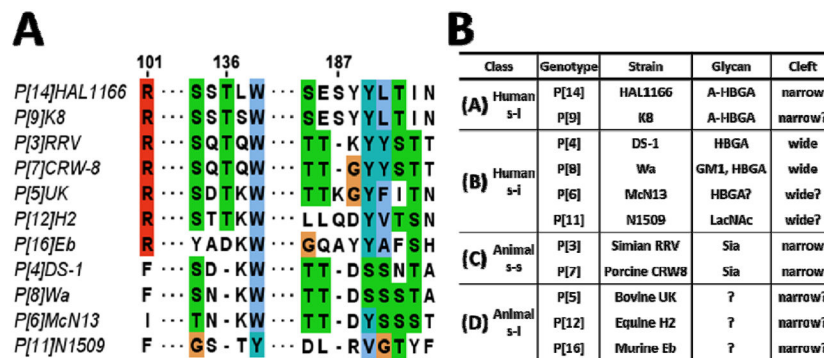 A
101 136 187
P[14]HAL1166 R ··· S S T L W ··· S E S Y Y L T I N
P[9]K8 R ··· S S T S W ··· S E S Y Y L T I N
P[3]RRV R ··· S Q T Q W ··· T T - K Y Y S T T
P[7]CRW-8 R ··· S Q T Q W ··· T T - G Y Y S T T
P[5]UK R ··· S D T K W ··· T T K G Y F I T N
P[12]H2 R ··· S T T K W ··· L L Q D Y V T S N
P[16]Eb R ··· Y A D K W ··· G Q A Y Y A F S H
P[4]DS-1 F ··· S D - K W ··· T T - D S S N T A
P[8]Wa F ··· S N - K W ··· T T - D S S S T A
P[6]McN13 I ··· T N - K W ··· T T - D Y S S S T
P[11]N1509 F ··· G S - T Y ··· D L - R V G T Y F
B
Class Genotype Strain Glycan Cleft
(A) Human s-I
P[14] HAL1166 A-HBGA narrow
P[9] K8 A-HBGA narrow?
(B) Human s-i
P[4] DS-1 HBGA wide
P[8] Wa GM1, HBGA wide
P[6] McN13 HBGA? wide?
P[11] N1509 LacNAc wide?
(C) Animal s-s
P[3] Simian RRV Sia narrow
P[7] Porcine CRW8 Sia narrow
(D) Animal s-I
P[5] Bovine UK ? narrow?
P[12] Equine H2 ? narrow?
P[16] Murine Eb ? narrow?